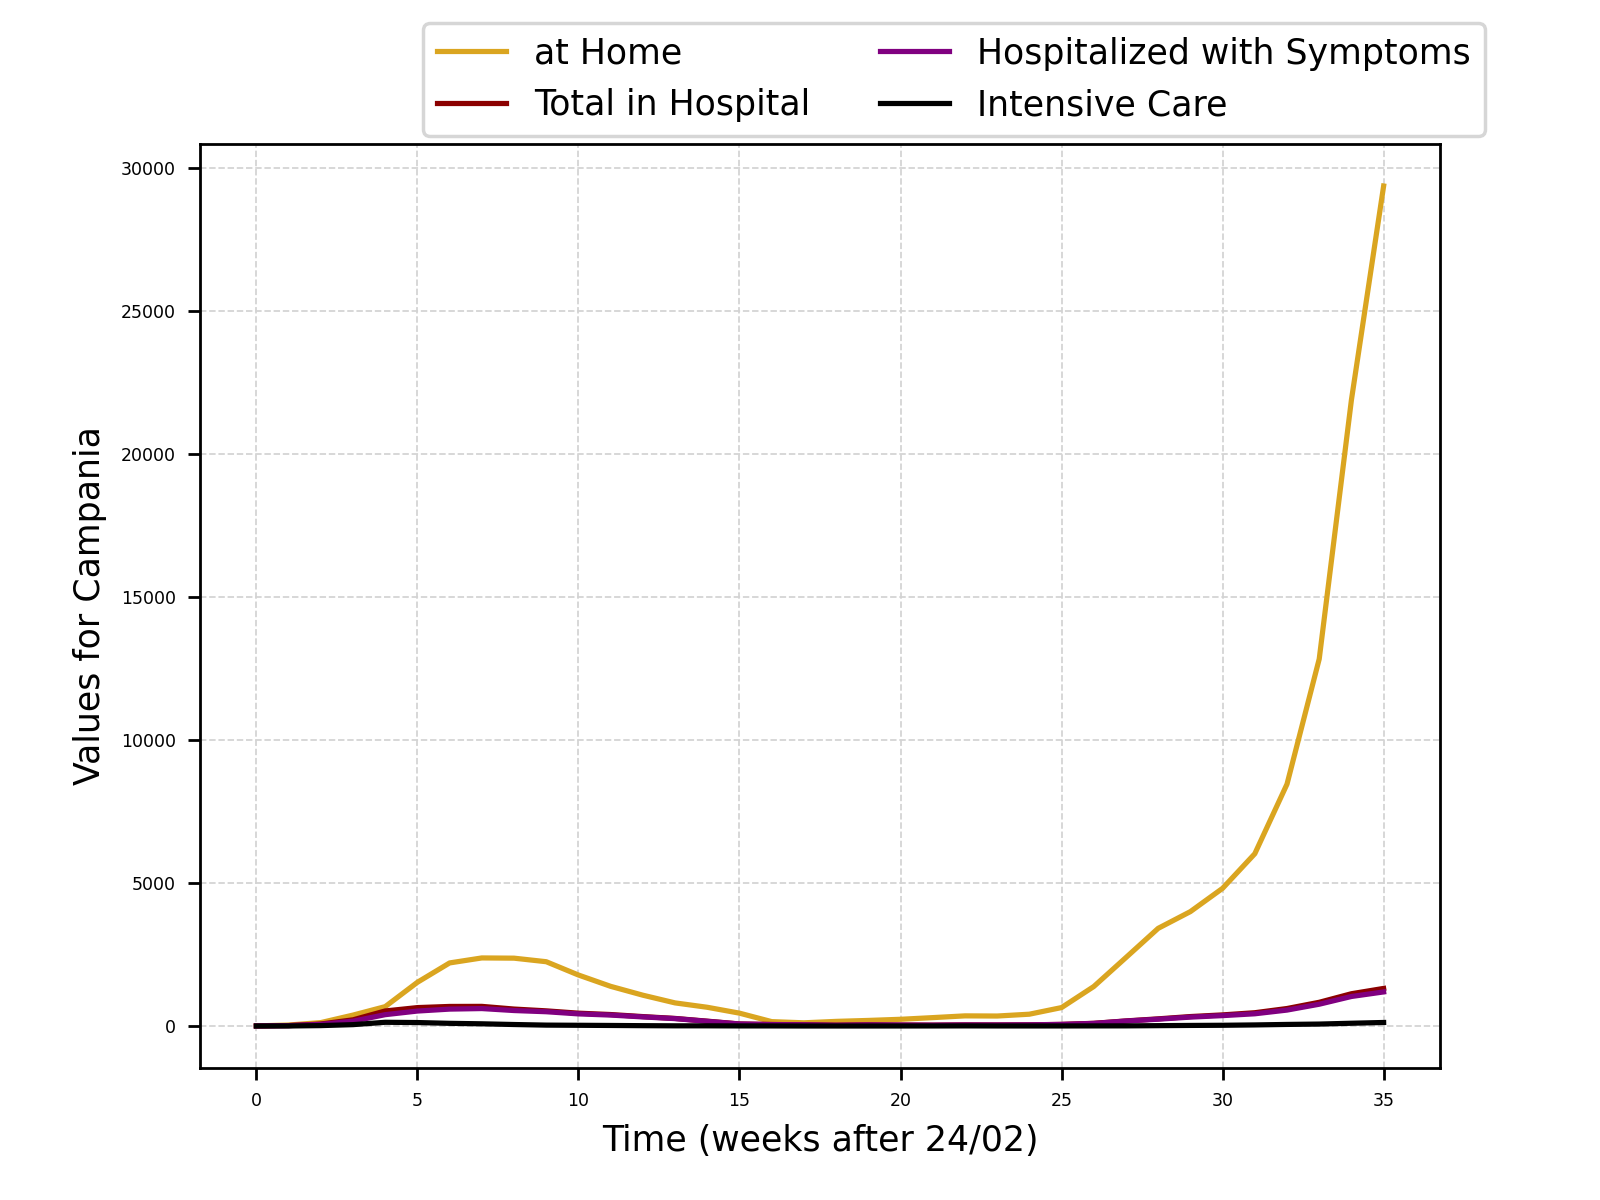 at Home
Total in Hospital
Hospitalized with Symptoms
Intensive Care
30000
25000
20000
15000
10000
5000
0
Values for Campania
0 5 10 15 20 25 30 35
Time (weeks after 24/02)